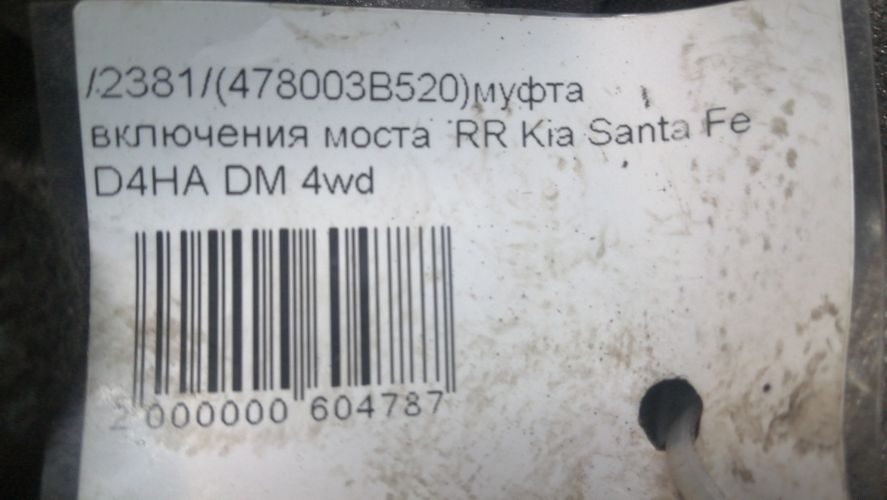 /2381/(478003B520)муфта
включения моста RR Kia Santa Fe
D4HA DM 4wd
2 000000 604787